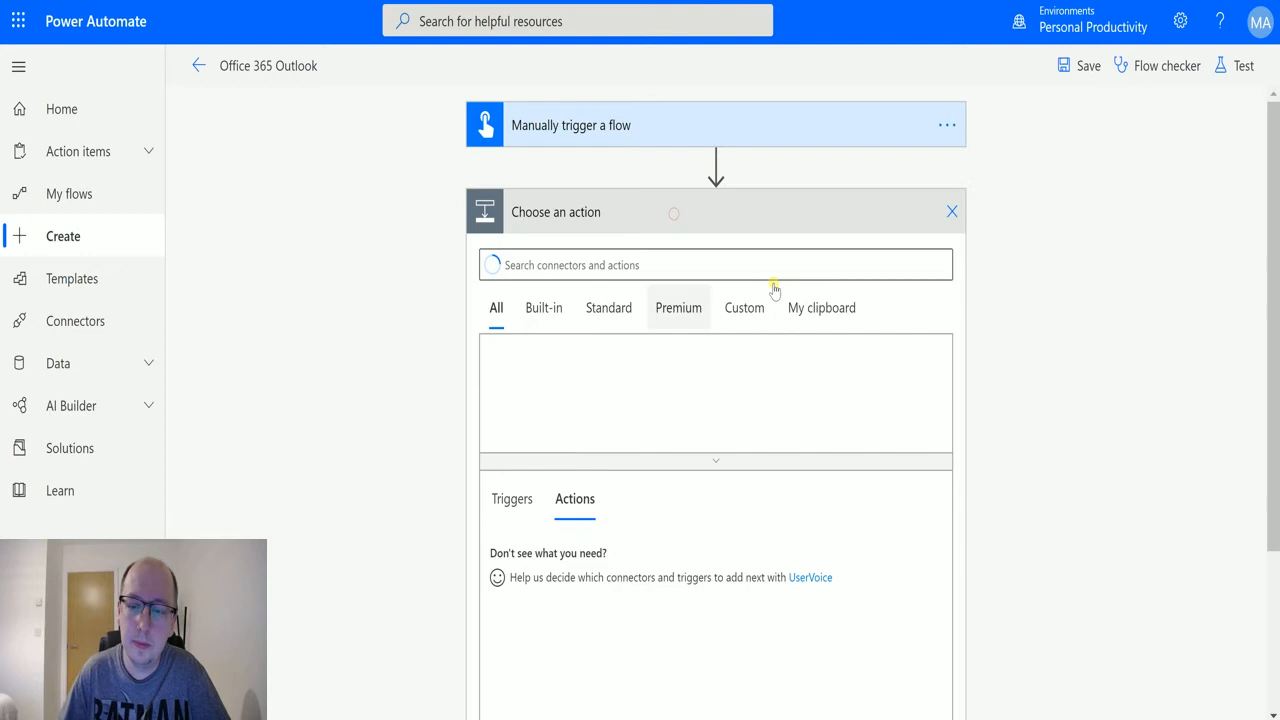 Power Automate
Search for helpful resources
Environments
Personal Productivity
?
MA
Office 365 Outlook
Save
Flow checker
Test
Home
Action items
My flows
Create
Templates
Connectors
Data
AI Builder
Solutions
Learn
Manually trigger a flow
Choose an action
Search connectors and actions
All
Built-in
Standard
Premium
Custom
My clipboard
Triggers
Actions
Don't see what you need?
Help us decide which connectors and triggers to add next with UserVoice
BATMAN